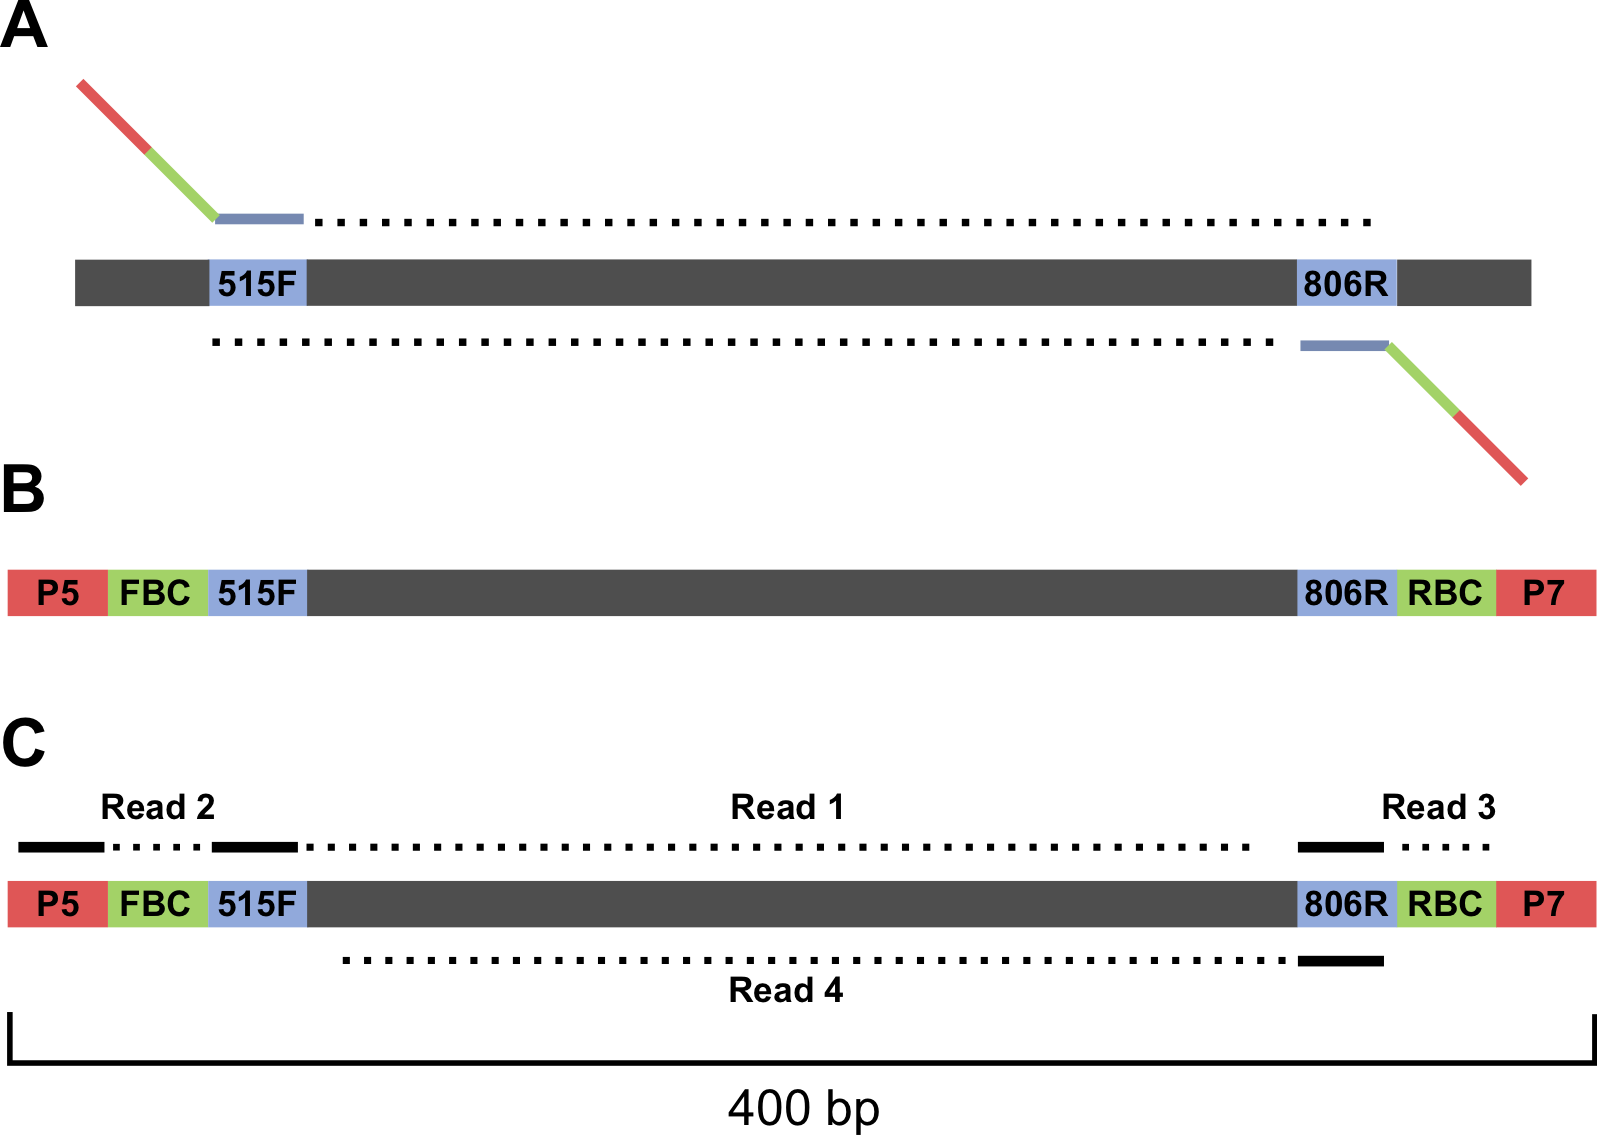 A
515F 806R
B
P5 FBC 515F 806R RBC P7
C
Read 2 Read 1 Read 3
P5 FBC 515F 806R RBC P7
Read 4
400 bp